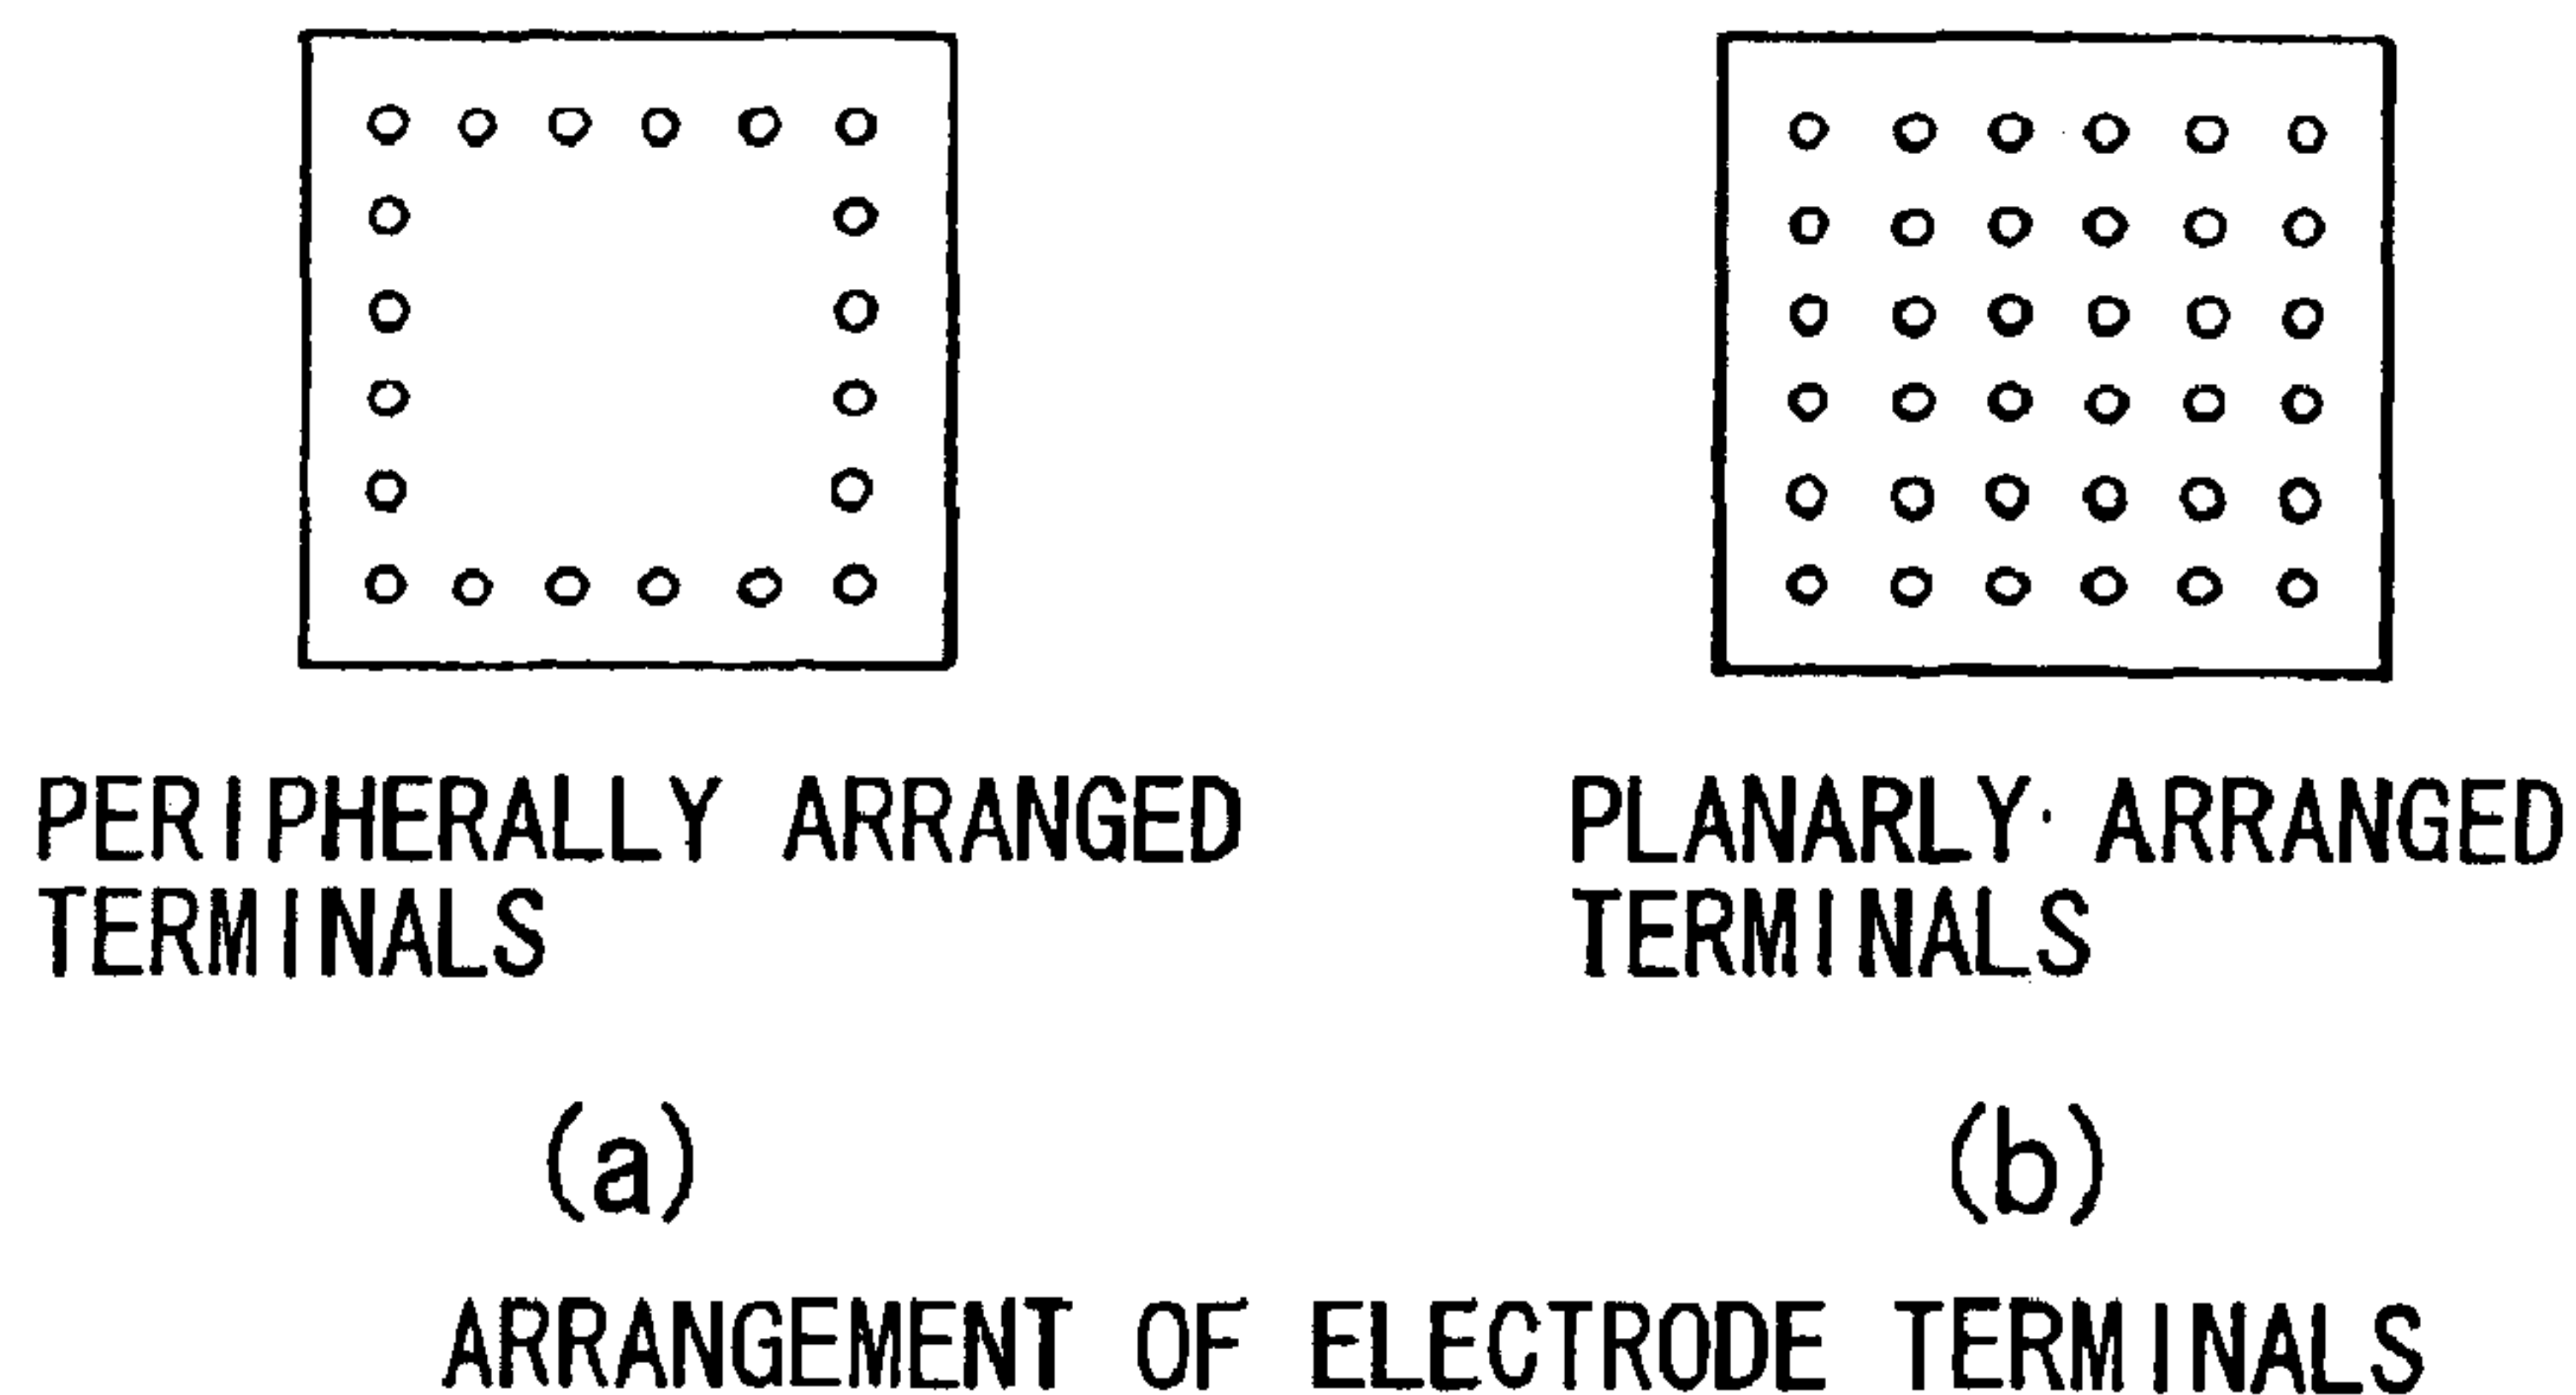 PERIPHERALLY ARRANGED
TERMINALS
PLANARLY ARRANGED
TERMINALS
(a)
(b)
ARRANGEMENT OF ELECTRODE TERMINALS